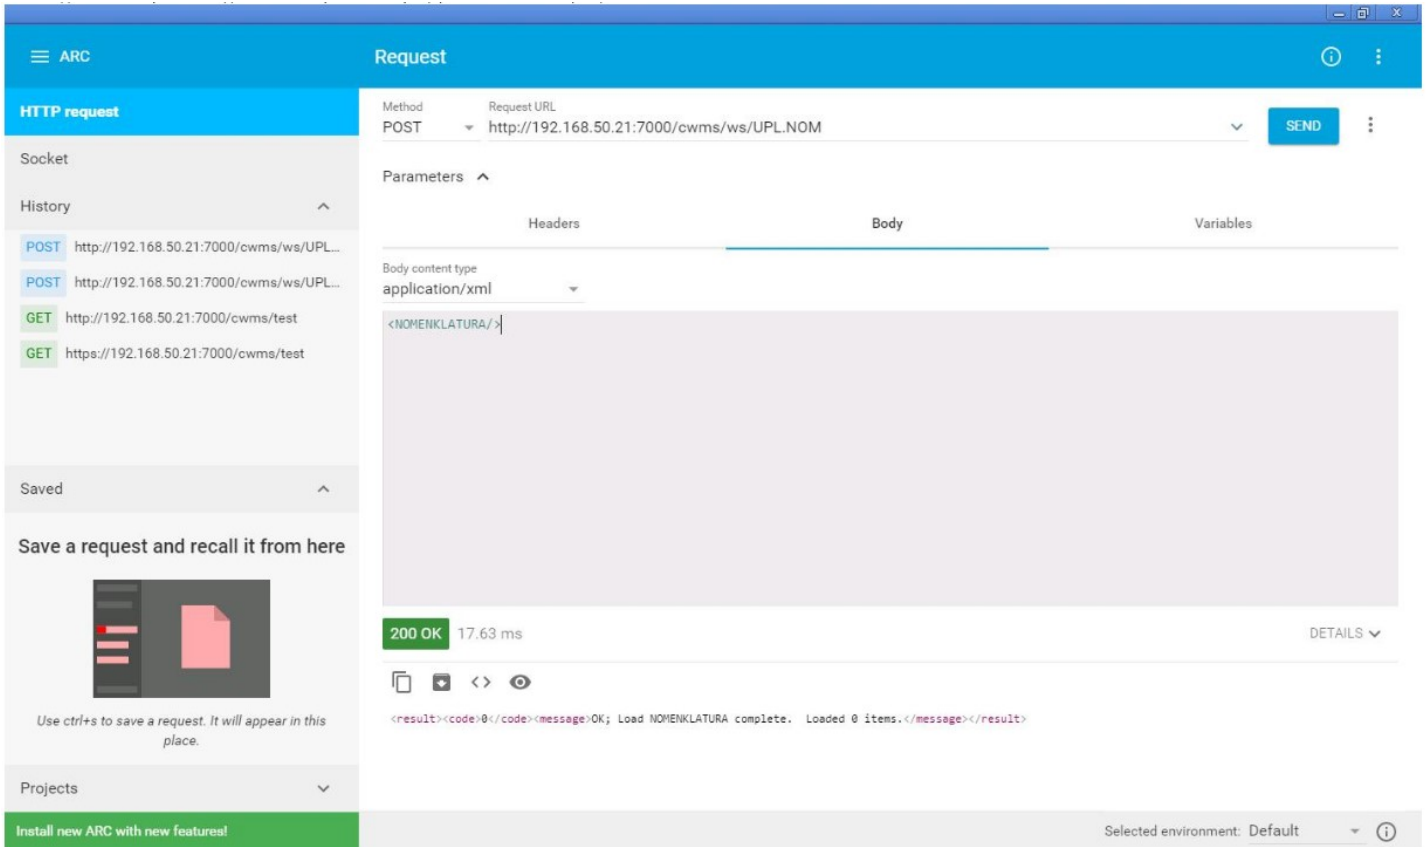 ARC
Request
HTTP request
Socket
History
POST http://192.168.50.21:7000/cwms/ws/UPL...
POST http://192.168.50.21:7000/cwms/ws/UPL...
GET http://192.168.50.21:7000/cwms/test
GET https://192.168.50.21:7000/cwms/test
Saved
Save a request and recall it from here
Use ctrl+s to save a request. It will appear in this
place.
Projects
Install new ARC with new features!
Method Request URL
POST http://192.168.50.21:7000/cwms/ws/UPL.NOM
SEND
Parameters
Headers Body Variables
Body content type
application/xml
<NOMENKLATURA/>
200 OK 17.63 ms DETAILS
<result><code>0</code><message>OK; Load NOMENKLATURA complete. Loaded 0 items.</message></result>
Selected environment: Default